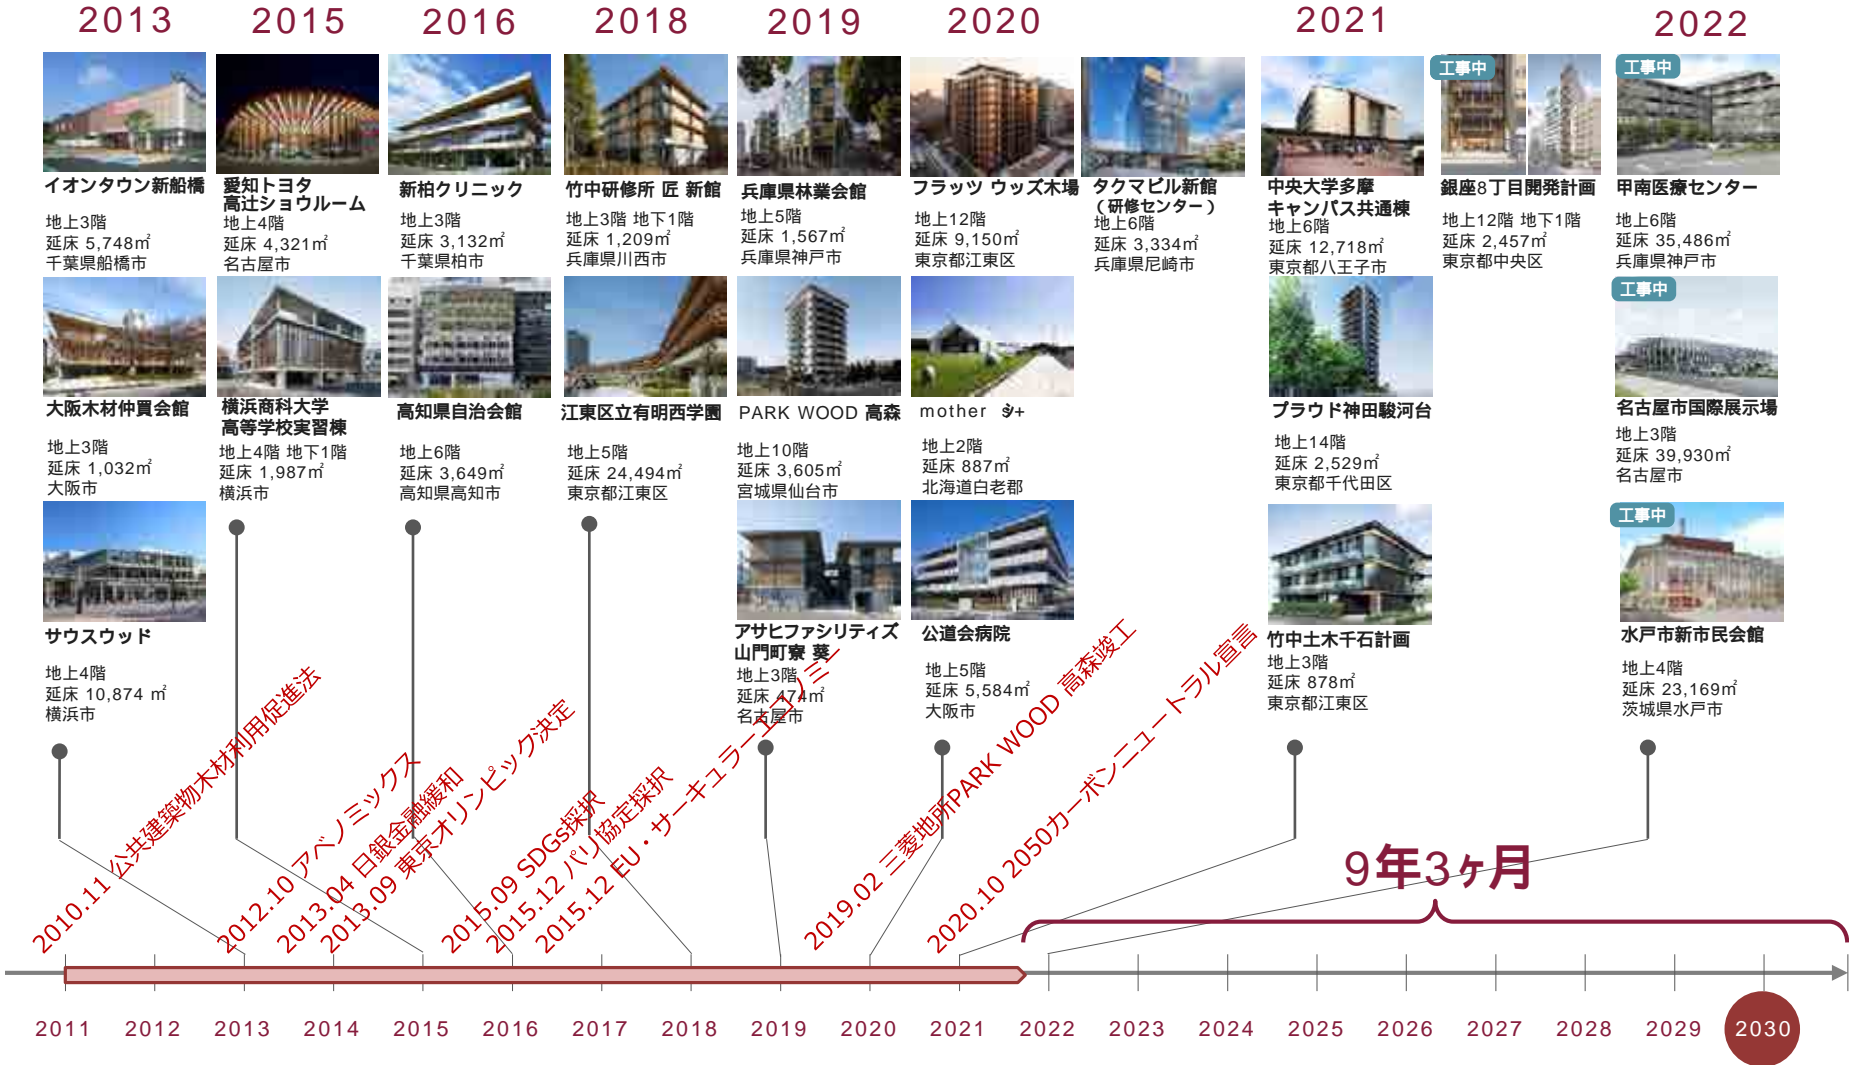 2013
2015
2016
2018
2019
2020
2021
2022
イオンタウン新船橋
地上3階
延床 5,748㎡
千葉県船橋市
愛知トヨタ
高辻ショウルーム
地上4階
延床 4,321㎡
名古屋市
新柏クリニック
地上3階
延床 3,132㎡
千葉県柏市
竹中研修所 匠 新館
地上3階 地下1階
延床 1,209㎡
兵庫県川西市
兵庫県林業会館
地上5階
延床 1,567㎡
兵庫県神戸市
フラッツ ウッズ木場
地上12階
延床 9,150㎡
東京都江東区
タクマビル新館
（研修センター）
地上6階
延床 3,334㎡
兵庫県尼崎市
中央大学多摩
キャンパス共通棟
地上6階
延床 12,718㎡
東京都八王子市
工事中
銀座8丁目開発計画
地上12階 地下1階
延床 2,457㎡
東京都中央区
工事中
甲南医療センター
地上6階
延床 35,486㎡
兵庫県神戸市
大阪木材仲買会館
地上3階
延床 1,032㎡
大阪市
横浜商科大学
高等学校実習棟
地上4階 地下1階
延床 1,987㎡
横浜市
高知県自治会館
地上6階
延床 3,649㎡
高知県高知市
江東区立有明西学園
地上5階
延床 24,494㎡
東京都江東区
PARK WOOD 高森
地上10階
延床 3,605㎡
宮城県仙台市
mother
地上2階
延床 887㎡
北海道白老郡
プラウド神田駿河台
地上14階
延床 2,529㎡
東京都千代田区
工事中
名古屋市国際展示場
地上3階
延床 39,930㎡
名古屋市
サウスウッド
地上4階
延床 10,874 ㎡
横浜市
アサヒファシリティズ
山門町寮 葵
地上3階
延床 474㎡
名古屋市
公道会病院
地上5階
延床 5,584㎡
大阪市
竹中土木千石計画
地上3階
延床 878㎡
東京都江東区
工事中
水戸市新市民会館
地上4階
延床 23,169㎡
茨城県水戸市
2010.11 公共建築物木材利用促進法
2012.10 アベノミックス
2013.04 日銀金融緩和
2013.09 東京オリンピック決定
2015.09 SDGs採択
2015.12 パリ協定採択
2015.12 EU・サーキュラーエコノミー
2019.02 三菱地所PARK WOOD 高森竣工
2020.10 2050カーボンニュートラル宣言
9年3ヶ月
2011
2012
2013
2014
2015
2016
2017
2018
2019
2020
2021
2022
2023
2024
2025
2026
2027
2028
2029
2030